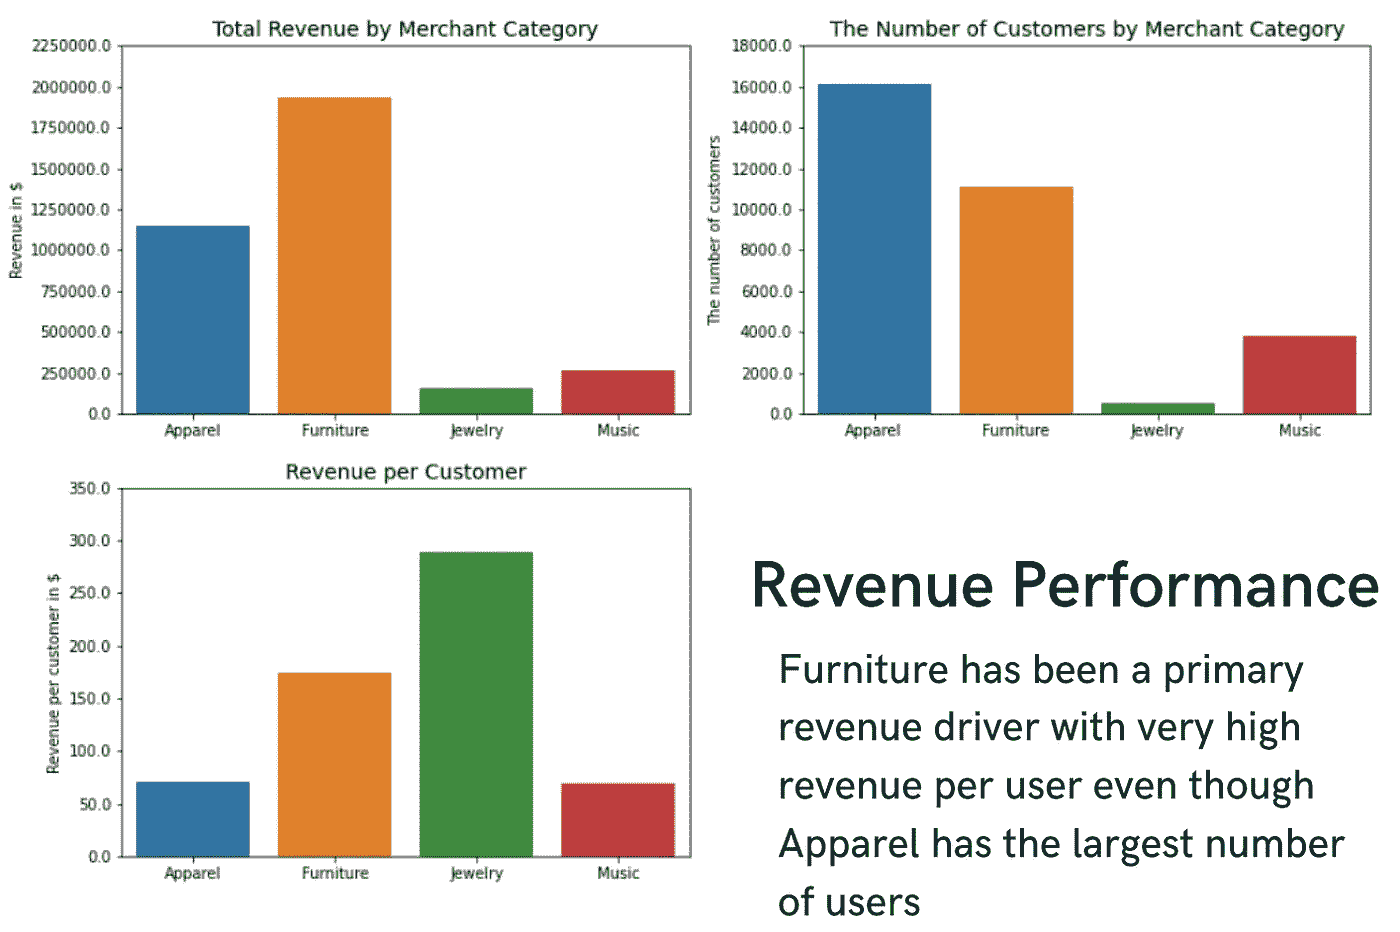 Total Revenue by Merchant Category
2250000.0
2000000.0
1750000.0
1500000.0
1250000.0
1000000.0
750000.0
500000.0
250000.0
0.0
Revenue in $
Apparel Furniture Jewelry Music
The Number of Customers by Merchant Category
18000.0
16000.0
14000.0
12000.0
10000.0
8000.0
6000.0
4000.0
2000.0
0.0
The number of customers
Apparel Furniture Jewelry Music
Revenue per Customer
350.0
300.0
250.0
200.0
150.0
100.0
50.0
0.0
Revenue per customer in $
Apparel Furniture Jewelry Music
Revenue Performance
Furniture has been a primary
revenue driver with very high
revenue per user even though
Apparel has the largest number
of users